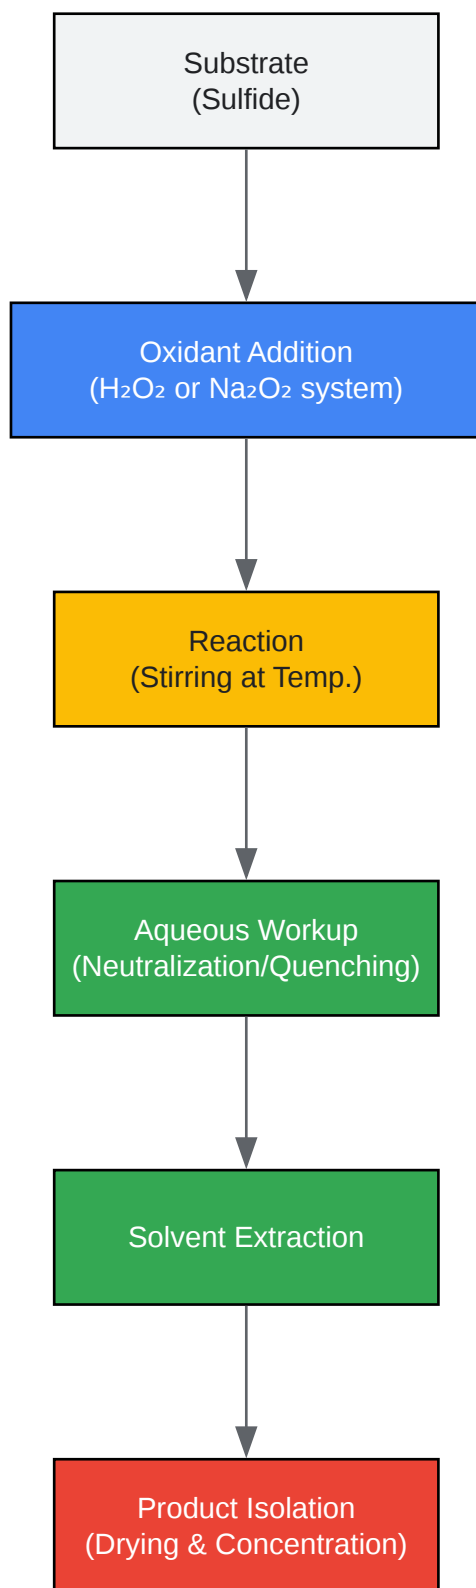 Substrate
(Sulfide)
Oxidant Addition
(H₂O₂ or Na₂O₂ system)
Reaction
(Stirring at Temp.)
Aqueous Workup
(Neutralization/Quenching)
Solvent Extraction
Product Isolation
(Drying & Concentration)